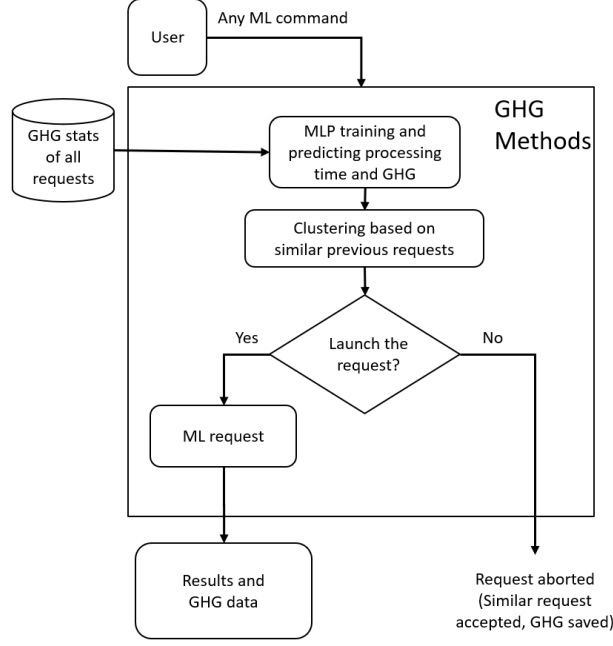 User
Any ML command
GHG
Methods
GHG stats
of all
requests
MLP training and
predicting processing
time and GHG
Clustering based on
similar previous requests
Launch the
request?
Yes
No
ML request
Results and
GHG data
Request aborted
(Similar request
accepted, GHG saved)